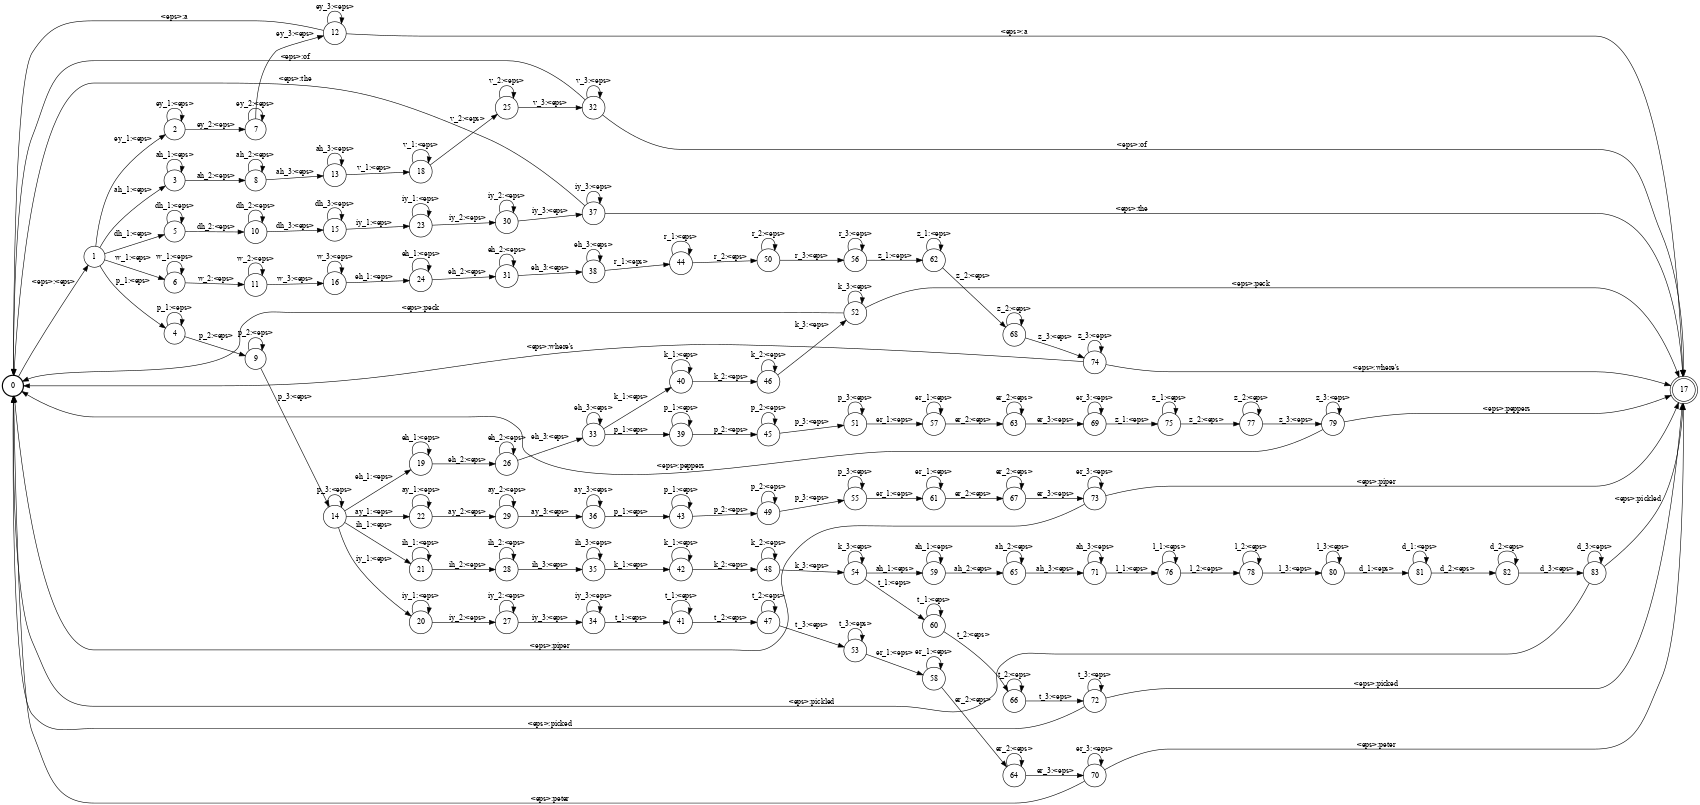 <eps>:a
ey_3:<eps>
12
ey_3:<eps>
<eps>:a
<eps>:of
<eps>:the
ey_1:<eps>
2
ey_1:<eps>
ey_2:<eps>
ey_2:<eps>
7
v_2:<eps>
25
v_3:<eps>
v_3:<eps>
32
<eps>:of
v_2:<eps>
ah_1:<eps>
ah_1:<eps>
3
ah_2:<eps>
ah_2:<eps>
8
ah_3:<eps>
ah_3:<eps>
13
v_1:<eps>
v_1:<eps>
18
dh_1:<eps>
dh_1:<eps>
5
dh_2:<eps>
dh_2:<eps>
10
dh_3:<eps>
dh_3:<eps>
15
iy_1:<eps>
iy_1:<eps>
23
iy_2:<eps>
iy_2:<eps>
30
iy_3:<eps>
iy_3:<eps>
37
<eps>:the
<eps>:<eps>
1
w_1:<eps>
w_1:<eps>
6
w_2:<eps>
w_2:<eps>
11
w_3:<eps>
w_3:<eps>
16
eh_1:<eps>
eh_1:<eps>
24
eh_2:<eps>
eh_2:<eps>
31
eh_3:<eps>
eh_3:<eps>
38
r_1:<eps>
r_1:<eps>
44
r_2:<eps>
r_2:<eps>
50
r_3:<eps>
r_3:<eps>
56
z_1:<eps>
z_1:<eps>
62
z_2:<eps>
z_2:<eps>
68
z_3:<eps>
z_3:<eps>
74
<eps>:where's
<eps>:where's
p_1:<eps>
p_1:<eps>
4
p_2:<eps>
p_2:<eps>
9
p_3:<eps>
<eps>:peck
k_3:<eps>
k_3:<eps>
52
<eps>:peck
0
17
k_1:<eps>
k_1:<eps>
40
k_2:<eps>
k_2:<eps>
46
eh_1:<eps>
eh_1:<eps>
19
eh_2:<eps>
eh_2:<eps>
26
eh_3:<eps>
eh_3:<eps>
33
p_1:<eps>
p_1:<eps>
39
p_2:<eps>
p_2:<eps>
45
p_3:<eps>
p_3:<eps>
51
er_1:<eps>
er_1:<eps>
57
er_2:<eps>
er_2:<eps>
63
er_3:<eps>
er_3:<eps>
69
z_1:<eps>
z_1:<eps>
75
z_2:<eps>
z_2:<eps>
77
z_3:<eps>
z_3:<eps>
79
<eps>:peppers
<eps>:peppers
p_3:<eps>
14
ay_1:<eps>
ay_1:<eps>
22
ay_2:<eps>
ay_2:<eps>
29
ay_3:<eps>
ay_3:<eps>
36
p_1:<eps>
p_1:<eps>
43
p_2:<eps>
p_2:<eps>
49
p_3:<eps>
p_3:<eps>
55
er_1:<eps>
er_1:<eps>
61
er_2:<eps>
er_2:<eps>
67
er_3:<eps>
er_3:<eps>
73
<eps>:piper
<eps>:piper
ih_1:<eps>
ih_1:<eps>
21
ih_2:<eps>
ih_2:<eps>
28
ih_3:<eps>
ih_3:<eps>
35
k_1:<eps>
k_1:<eps>
42
k_2:<eps>
k_2:<eps>
48
k_3:<eps>
k_3:<eps>
54
ah_1:<eps>
ah_1:<eps>
59
ah_2:<eps>
ah_2:<eps>
65
ah_3:<eps>
ah_3:<eps>
71
l_1:<eps>
l_1:<eps>
76
l_2:<eps>
l_2:<eps>
78
l_3:<eps>
l_3:<eps>
80
d_1:<eps>
d_1:<eps>
81
d_2:<eps>
d_2:<eps>
82
d_3:<eps>
d_3:<eps>
83
<eps>:pickled
<eps>:pickled
iy_1:<eps>
iy_1:<eps>
20
iy_2:<eps>
iy_2:<eps>
27
iy_3:<eps>
iy_3:<eps>
34
t_1:<eps>
t_1:<eps>
41
t_2:<eps>
t_2:<eps>
47
t_3:<eps>
t_3:<eps>
53
er_1:<eps>
er_1:<eps>
58
er_2:<eps>
t_1:<eps>
t_1:<eps>
60
t_2:<eps>
t_2:<eps>
66
t_3:<eps>
t_3:<eps>
72
<eps>:picked
<eps>:picked
er_2:<eps>
64
er_3:<eps>
er_3:<eps>
70
<eps>:peter
<eps>:peter